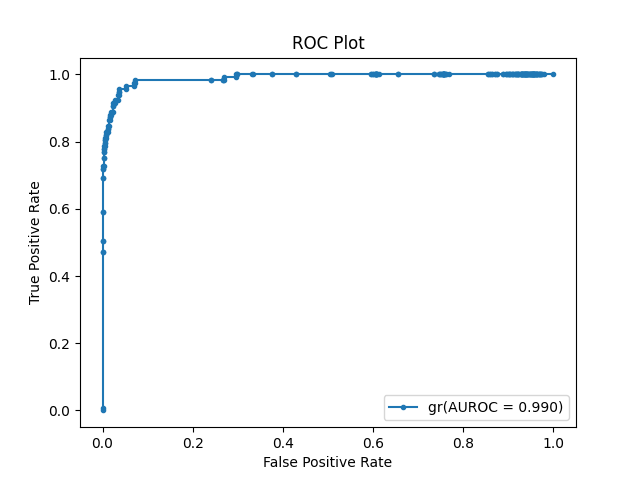 ROC Plot
True Positive Rate
1.0
0.8
0.6
0.4
0.2
0.0
0.0 0.2 0.4 0.6 0.8 1.0
False Positive Rate
gr(AUROC = 0.990)